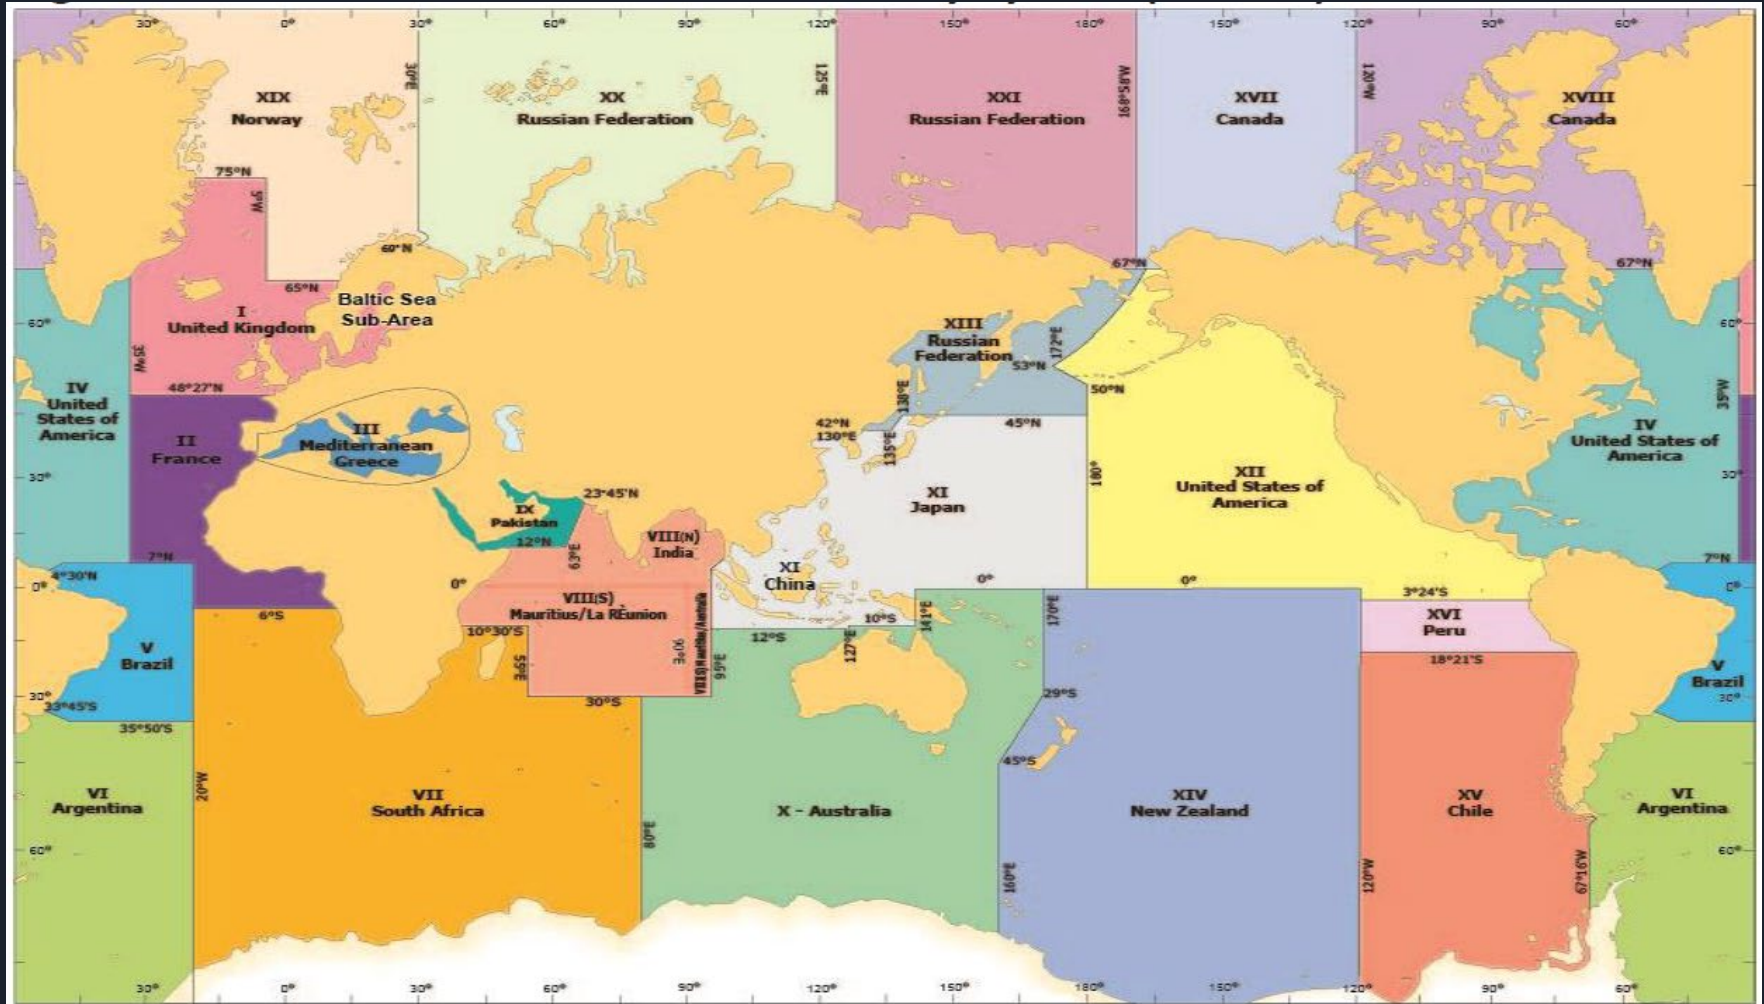 30°
0°
30°
60°
90°
120°
150°
180°
150°
120°
90°
60°
30°E
125°E
168°58'W
120°W
XIX
Norway
XX
Russian Federation
XXI
Russian Federation
XVII
Canada
XVIII
Canada
75°N
5°W
60°N
65°N
67°N
67°N
Baltic Sea
Sub-Area
I
United Kingdom
60°
60°
35°W
48°27'N
XIII
Russian
Federation
172°E
53°N
50°N
138°E
IV
United
States of
America
II
France
III
Mediterranean
Greece
42°N
130°E
135°E
45°N
35°W
IV
United States of
America
30°
30°
23°45'N
IX
Pakistan
12°N
63°E
VIII(N)
India
XI
Japan
180°
XII
United States of
America
7°N
7°N
4°30'N
0°
0°
XI
China
0°
0°
0°
3°24'S
6°S
VIII(S)
Mauritius/La RÈunion
10°30'S
55°E
90°E
VIII(S)Mauritius/Australia
95°E
12°S
10°S
127°E
141°E
170°E
XVI
Peru
18°21'S
V
Brazil
V
Brazil
30°
33°45'S
35°50'S
30°S
29°S
30°
45°S
20°W
VI
Argentina
VII
South Africa
80°E
X - Australia
160°E
XIV
New Zealand
120°W
XV
Chile
67°16'W
VI
Argentina
60°
60°
30°
0°
30°
60°
90°
120°
150°
180°
150°
120°
90°
60°